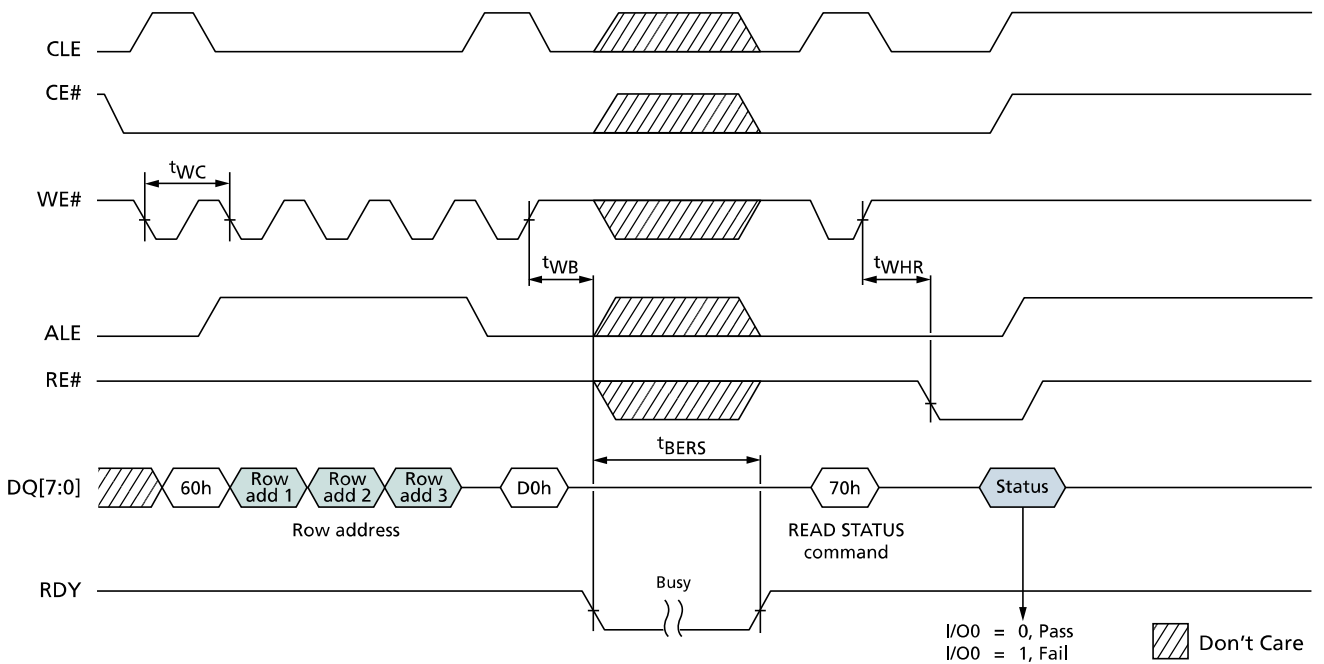 CLE
CE#
tWC
WE#
tWB
tWHR
ALE
RE#
tBERS
DQ[7:0]
60h
Row add 1
Row add 2
Row add 3
D0h
70h
Status
Row address
READ STATUS
command
RDY
Busy
I/O0 = 0, Pass
I/O0 = 1, Fail
Don't Care